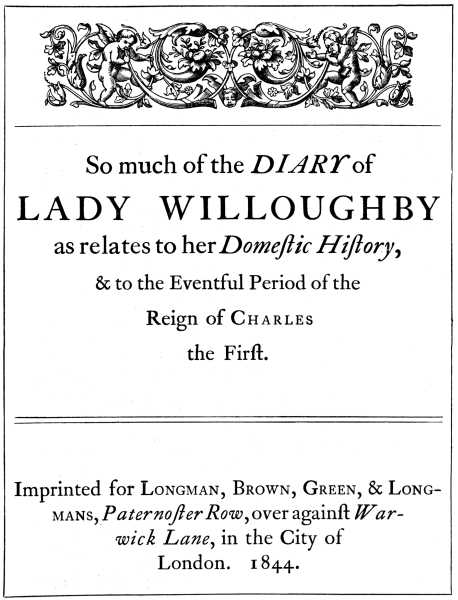 So much of the DIARY of
LADY WILLOUGHBY
as relates to her Domeſtic Hiſtory,
& to the Eventful Period of the
Reign of CHARLES
the Firſt.
Imprinted for LONGMAN, BROWN, GREEN, & LONG-
MANS, Paternoſter Row, over againſt War-
wick Lane, in the City of
London. 1844.